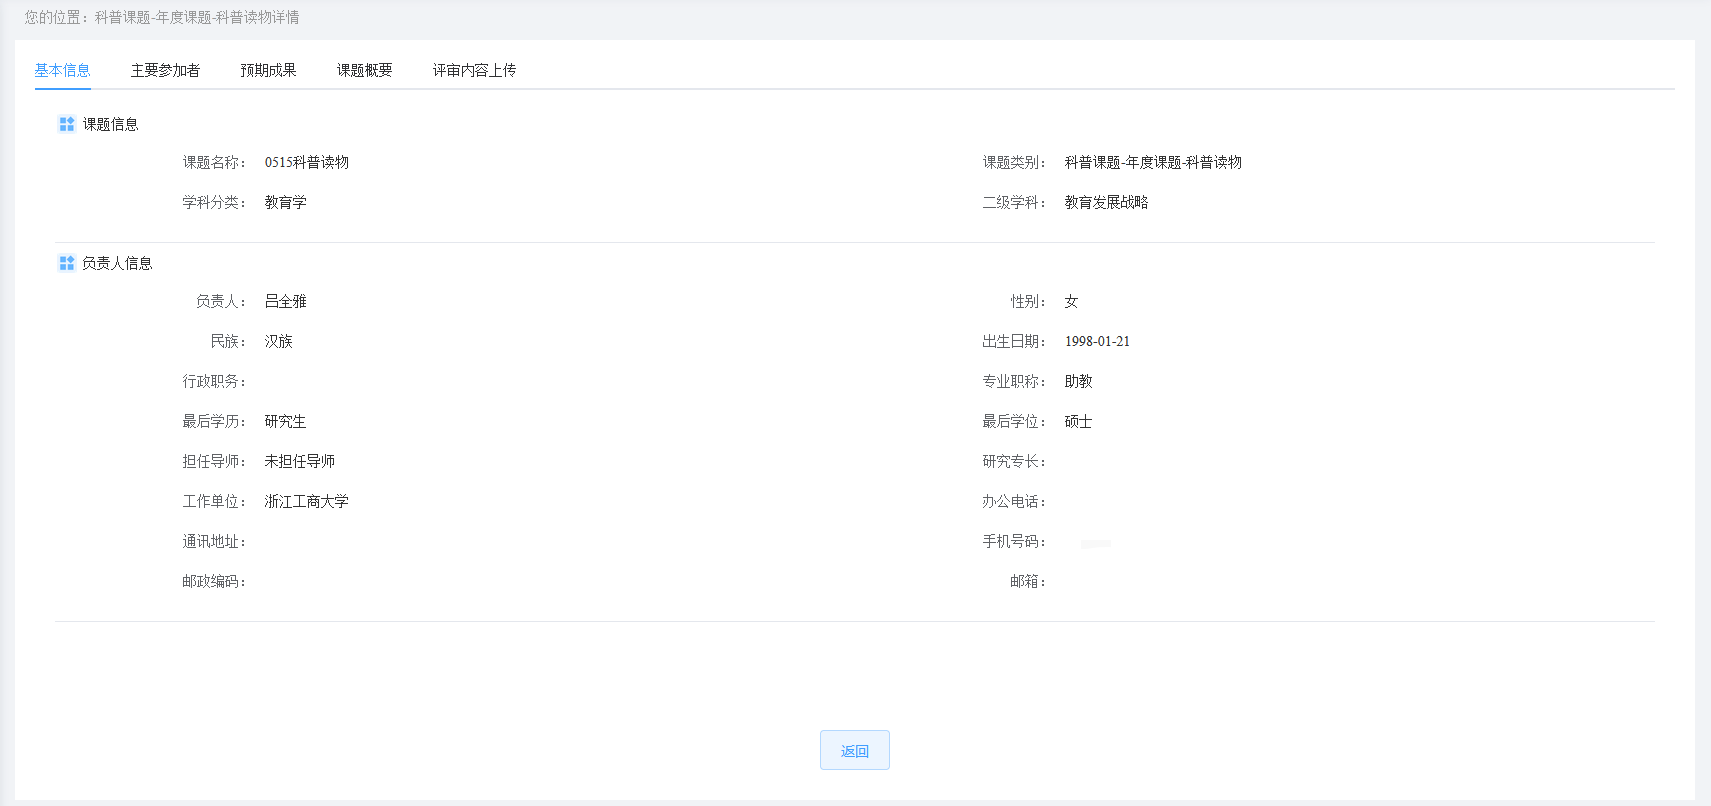 您的位置：科普课题-年度课题-科普读物详情
基本信息 主要参加者 预期成果 课题概要 评审内容上传
课题信息
课题名称： 0515科普读物 课题类别： 科普课题-年度课题-科普读物
学科分类： 教育学 二级学科： 教育发展战略
负责人信息
负责人： 吕全雅 性别： 女
民族： 汉族 出生日期： 1998-01-21
行政职务： 专业职称： 助教
最后学历： 研究生 最后学位： 硕士
担任导师： 未担任导师 研究专长：
工作单位： 浙江工商大学 办公电话：
通讯地址： 手机号码：
邮政编码： 邮箱：
返回